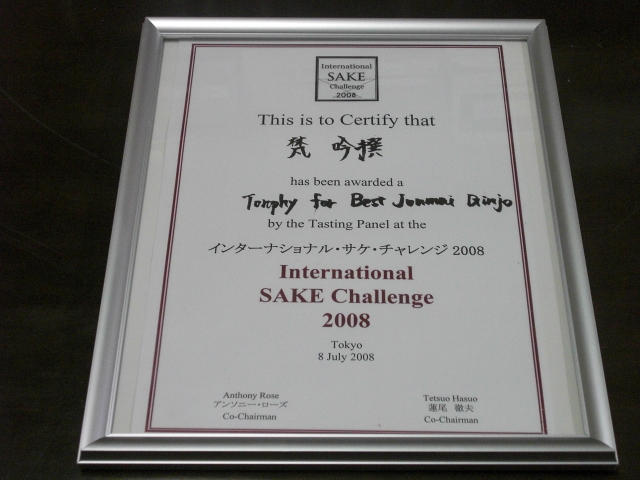 International
SAKE
Challenge
2008
This is to Certify that
梵 吟撰
has been awarded a
Torophy for Best Junmai Ginjo
by the Tasting Panel at the
インターナショナル・サケ・チャレンジ 2008
International
SAKE Challenge
2008
Tokyo
8 July 2008
Anthony Rose
アンソニー・ローズ
Co-Chairman
Tetsuo Hasuo
蓮尾 徹夫
Co-Chairman